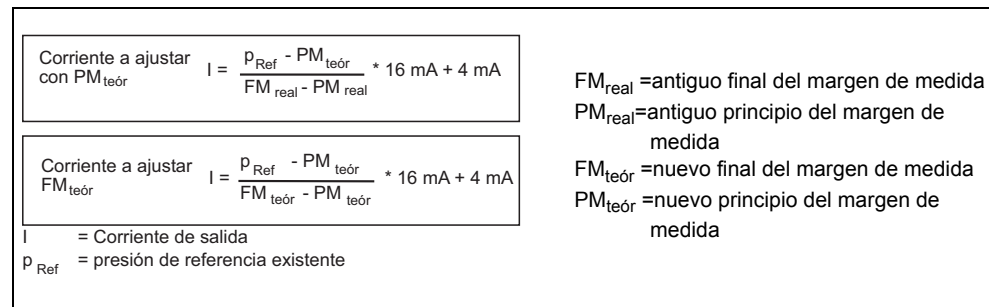 Corriente a ajustar
con PM teór
I = p Ref - PM teór / FM real - PM real * 16 mA + 4 mA
Corriente a ajustar
FM teór
I = p Ref - PM teór / FM teór - PM teór * 16 mA + 4 mA
I = Corriente de salida
p Ref = presión de referencia existente
FM real =antiguo final del margen de medida
PM real=antiguo principio del margen de
medida
FM teór =nuevo final del margen de medida
PM teór =nuevo principio del margen de
medida